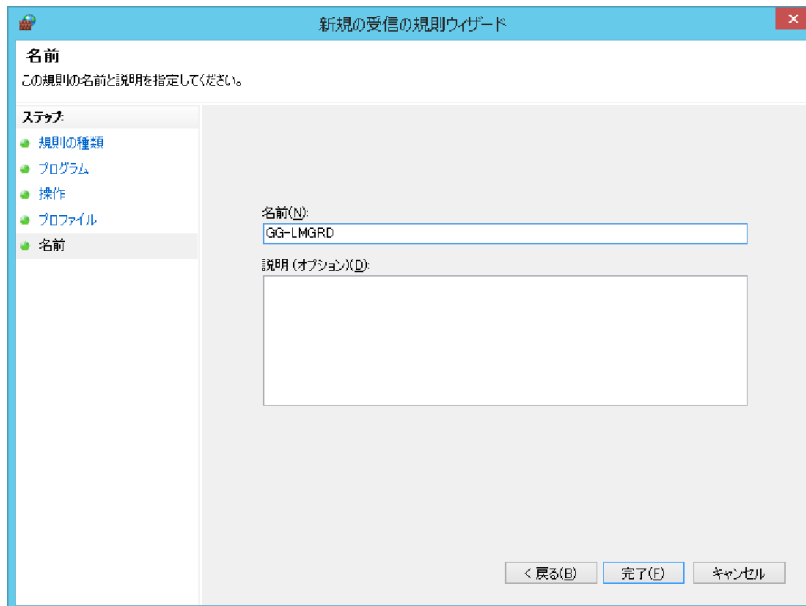 新規の受信の規則ウィザード
名前
この規則の名前と説明を指定してください。
ステップ:
規則の種類
プログラム
操作
プロファイル
名前
名前(N):
GG-LMGRD
説明 (オプション)(D):
< 戻る(B)
完了(F)
キャンセル